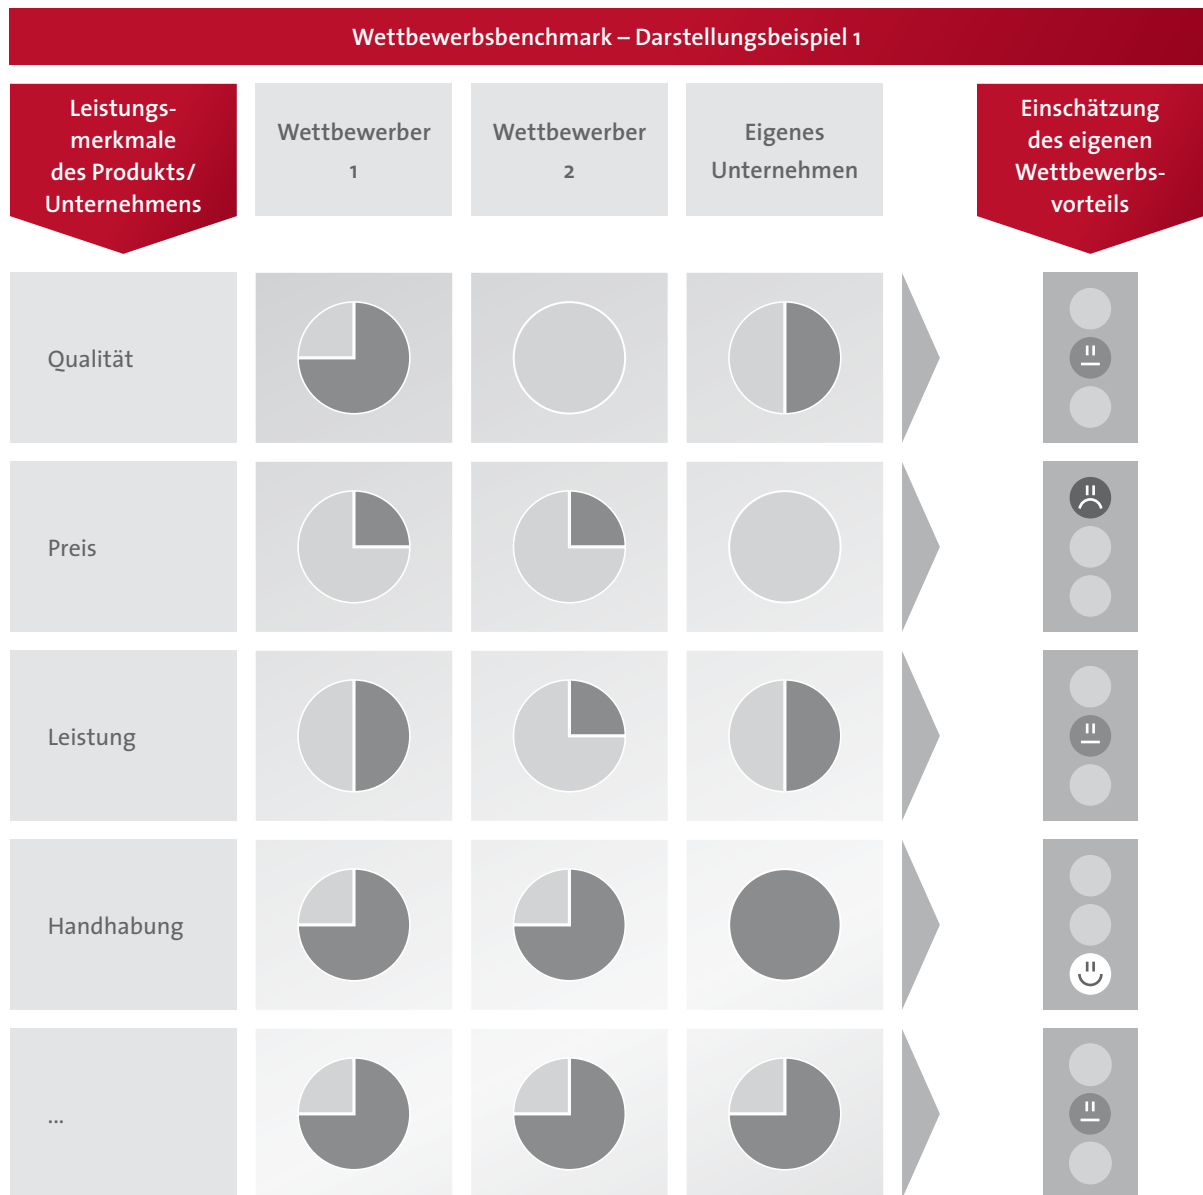 Wettbewerbsbenchmark – Darstellungsbeispiel 1
Leistungs-
merkmale
des Produkts/
Unternehmens
Wettbewerber
1
Wettbewerber
2
Eigenes
Unternehmen
Einschätzung
des eigenen
Wettbewerbs-
vorteils
Qualität
Preis
Leistung
Handhabung
...